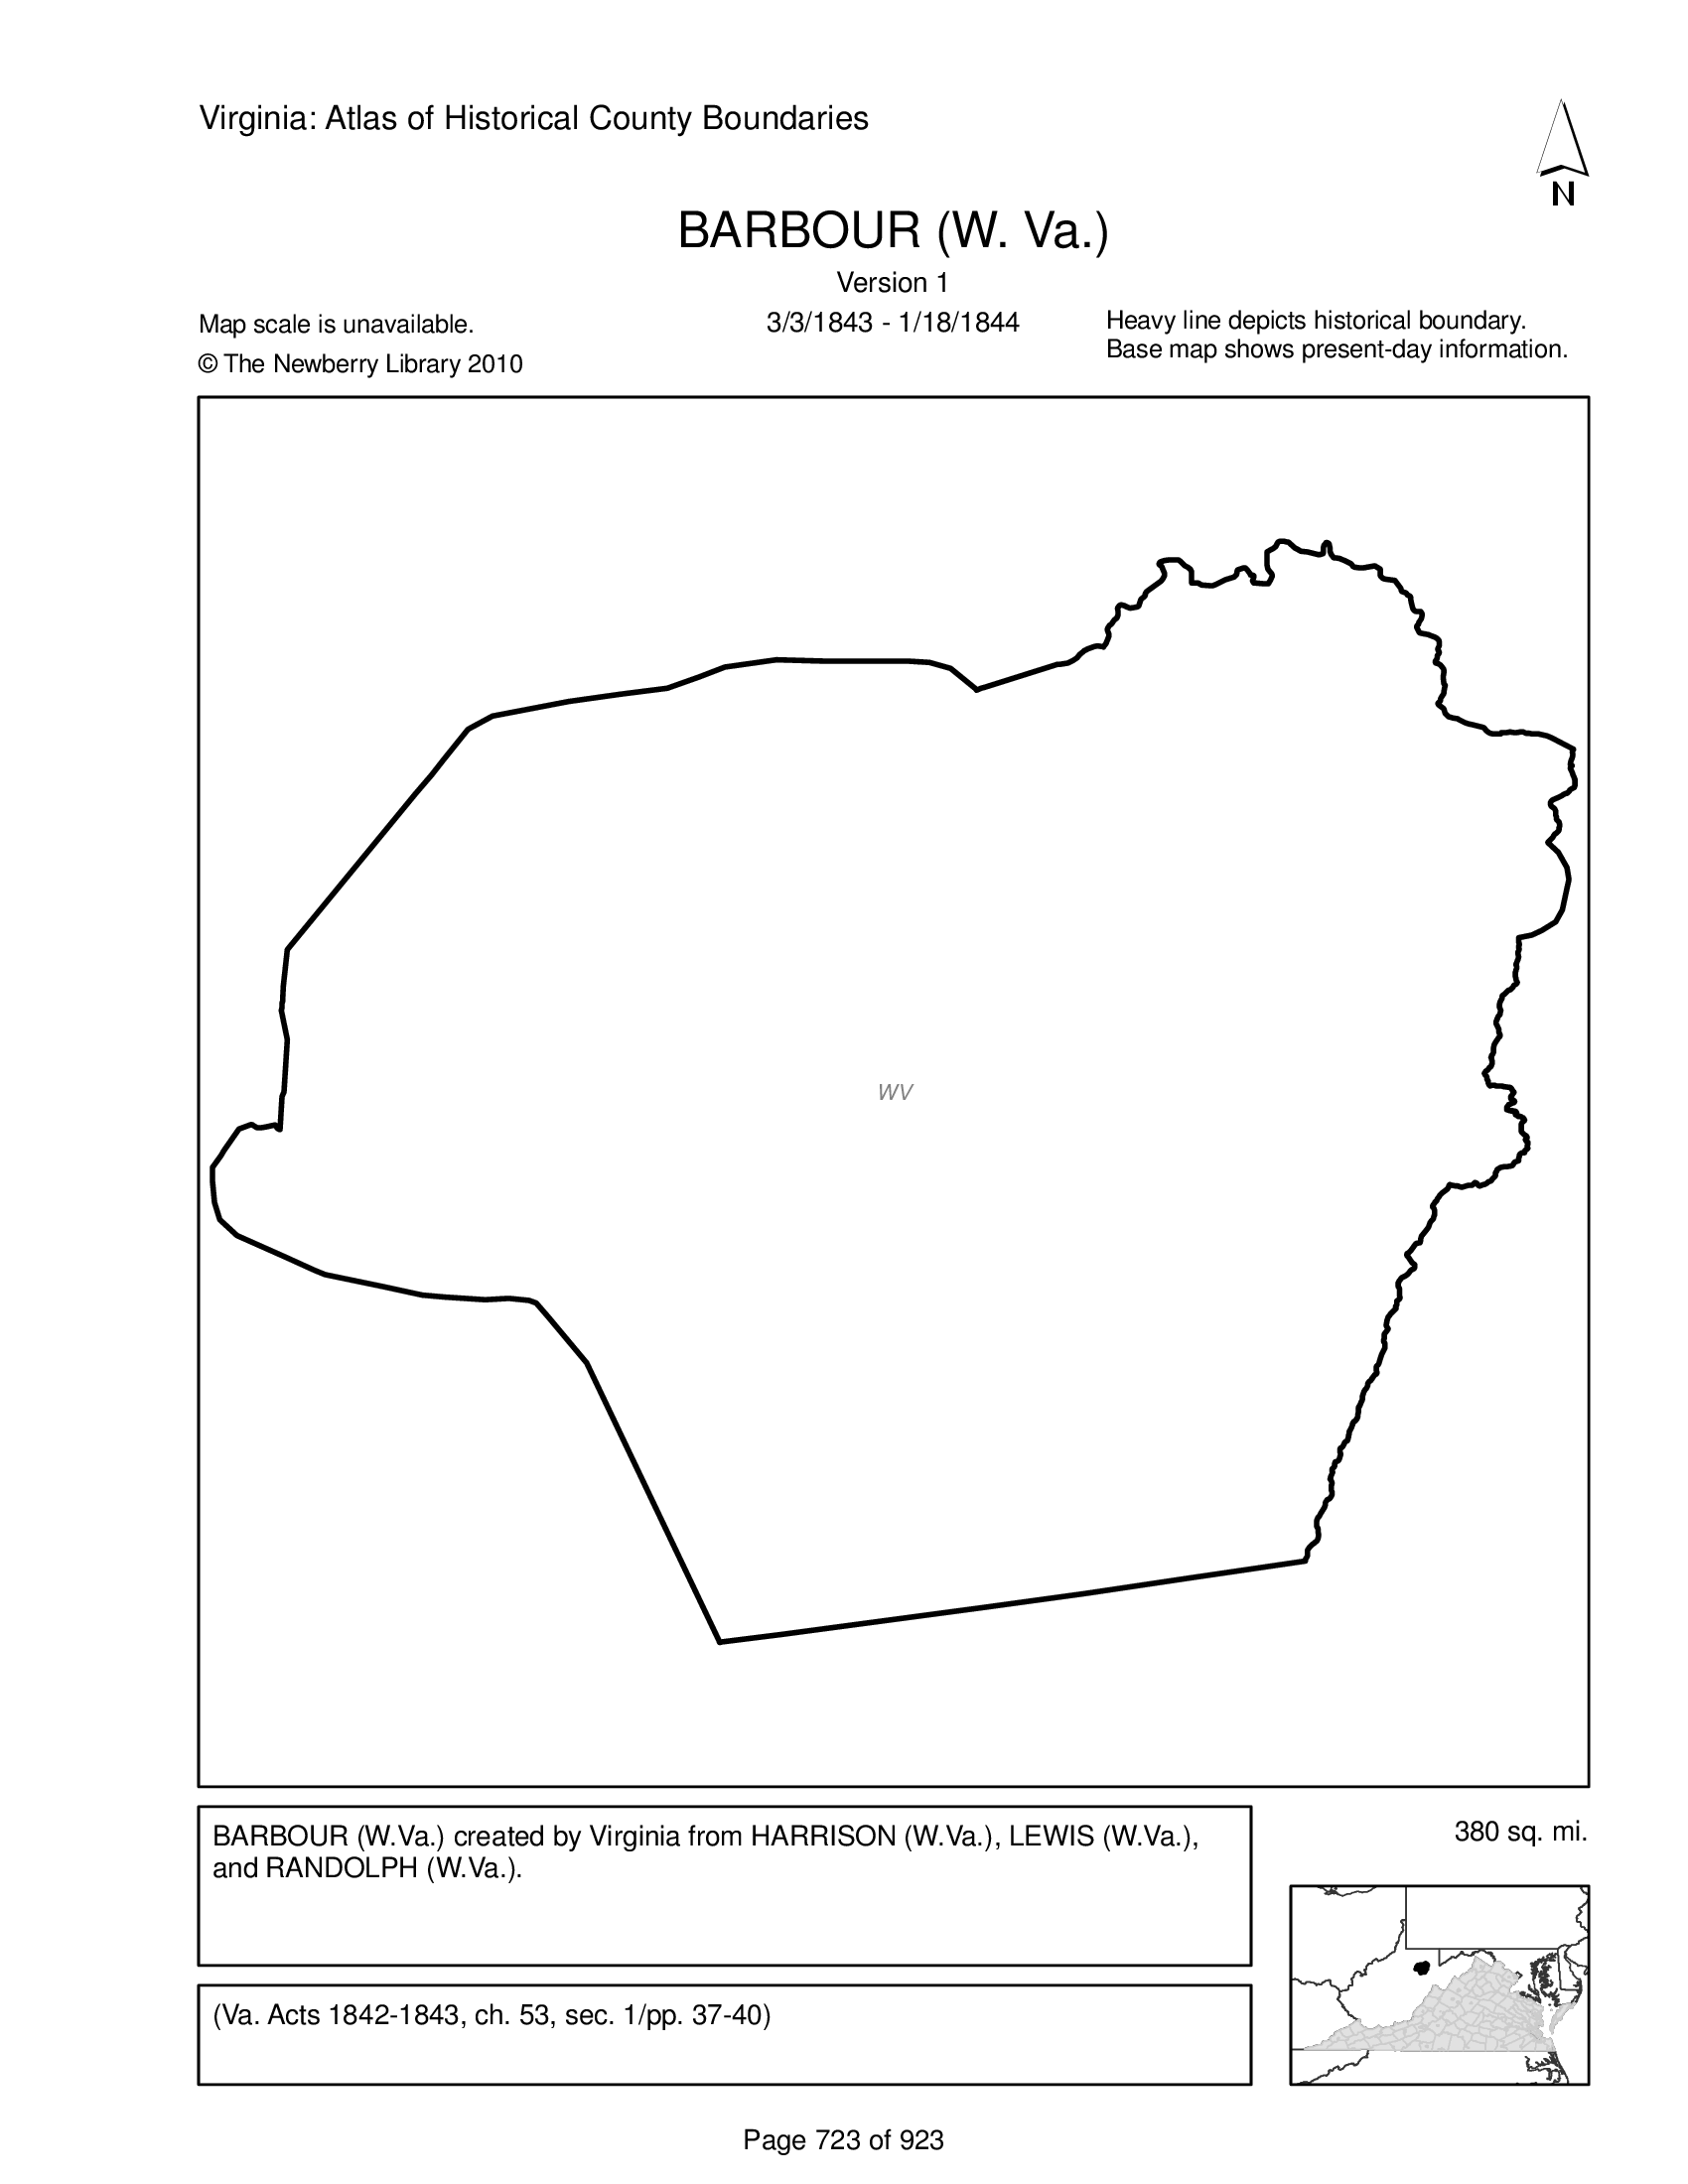 Virginia: Atlas of Historical County Boundaries
N
BARBOUR (W. Va.)
Version 1
3/3/1843 - 1/18/1844
Map scale is unavailable.
© The Newberry Library 2010
Heavy line depicts historical boundary.
Base map shows present-day information.
WV
BARBOUR (W.Va.) created by Virginia from HARRISON (W.Va.), LEWIS (W.Va.),
and RANDOLPH (W.Va.).
380 sq. mi.
(Va. Acts 1842-1843, ch. 53, sec. 1/pp. 37-40)
Page 723 of 923